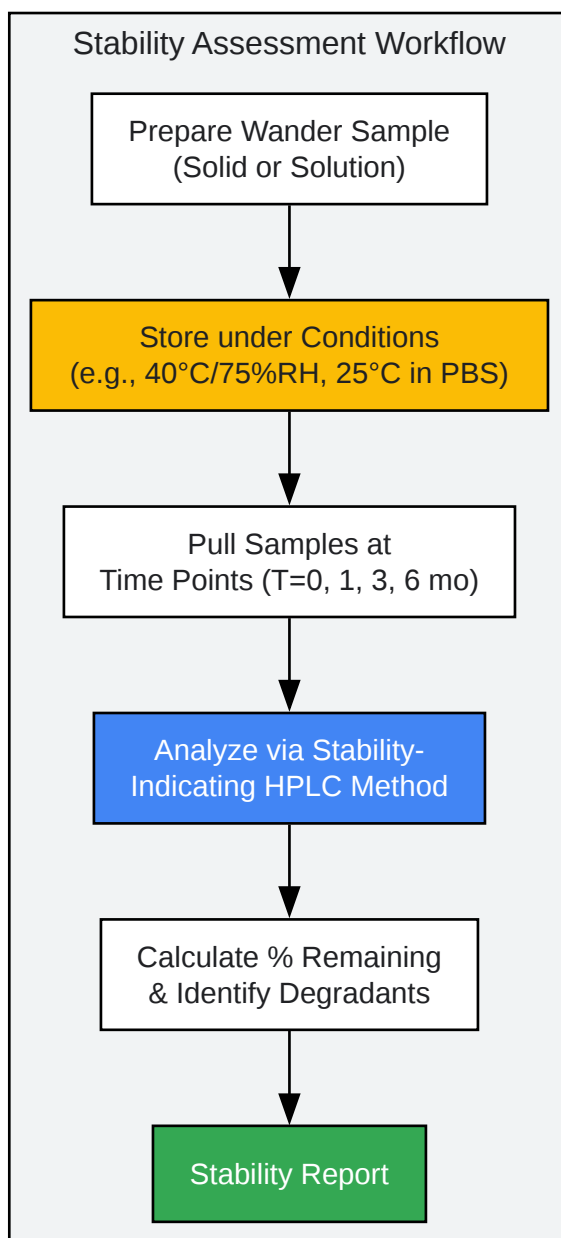 Stability Assessment Workflow
Prepare Wander Sample
(Solid or Solution)
Store under Conditions
(e.g., 40°C/75%RH, 25°C in PBS)
Pull Samples at
Time Points (T=0, 1, 3, 6 mo)
Analyze via Stability-
Indicating HPLC Method
Calculate % Remaining
& Identify Degradants
Stability Report